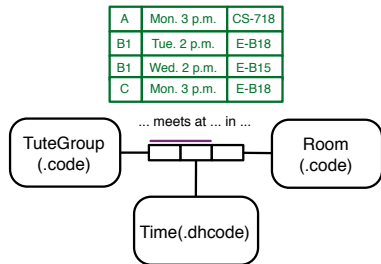 A Mon. 3 p.m. CS-718
B1 Tue. 2 p.m. E-B18
B1 Wed. 2 p.m. E-B15
C Mon. 3 p.m. E-B18
... meets at ... in ...
TuteGroup
(.code)
Room
(.code)
Time(.dhcode)